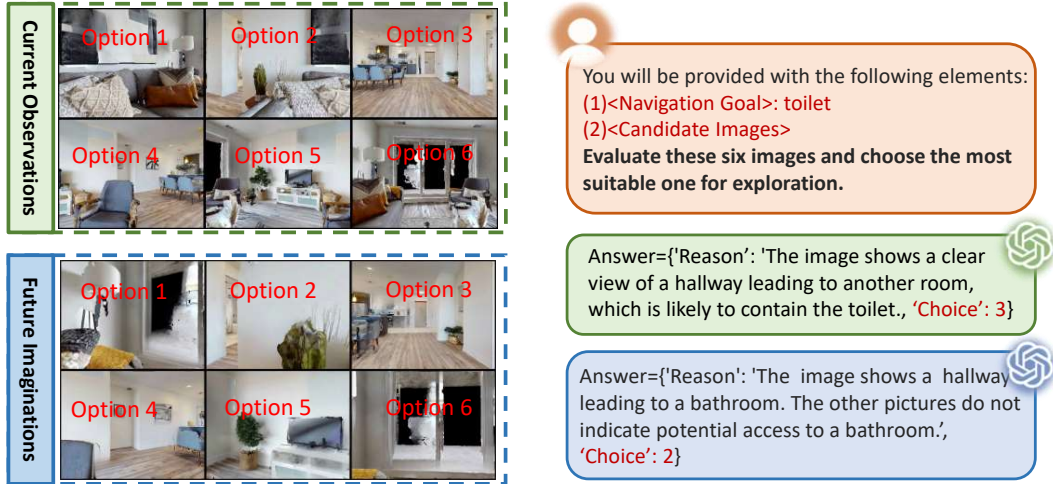 Current Observations
Option 1
Option 2
Option 3
Option 4
Option 5
Option 6
Future Imaginations
Option 1
Option 2
Option 3
Option 4
Option 5
Option 6
You will be provided with the following elements:
(1)<Navigation Goal>: toilet
(2)<Candidate Images>
Evaluate these six images and choose the most
suitable one for exploration.
Answer={'Reason’: 'The image shows a clear
view of a hallway leading to another room,
which is likely to contain the toilet., ‘Choice’: 3}
Answer={'Reason': 'The image shows a hallway
leading to a bathroom. The other pictures do not
indicate potential access to a bathroom.’,
‘Choice’: 2}